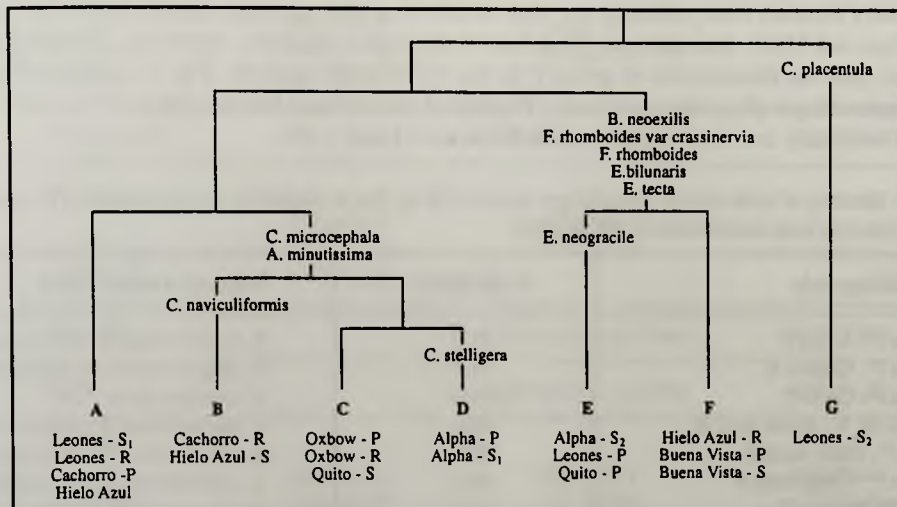 C. placentula
B. neoexilis
F. rhomboides var crassinervia
F. rhomboides
E.bilunaris
E. tecta
C. microcephala
A. minutissima
E. neogracile
C. naviculiformis
C. stelligera
A B C D E F G
Leones - S₁ Cachorro - R Oxbow - P Alpha - P Alpha - S₂ Hielo Azul - R Leones - S₂
Leones - R Hielo Azul - S Oxbow - R Alpha - S₁ Leones - P Buena Vista - P
Cachorro -P Quito - S Quito - P Buena Vista - S
Hielo Azul